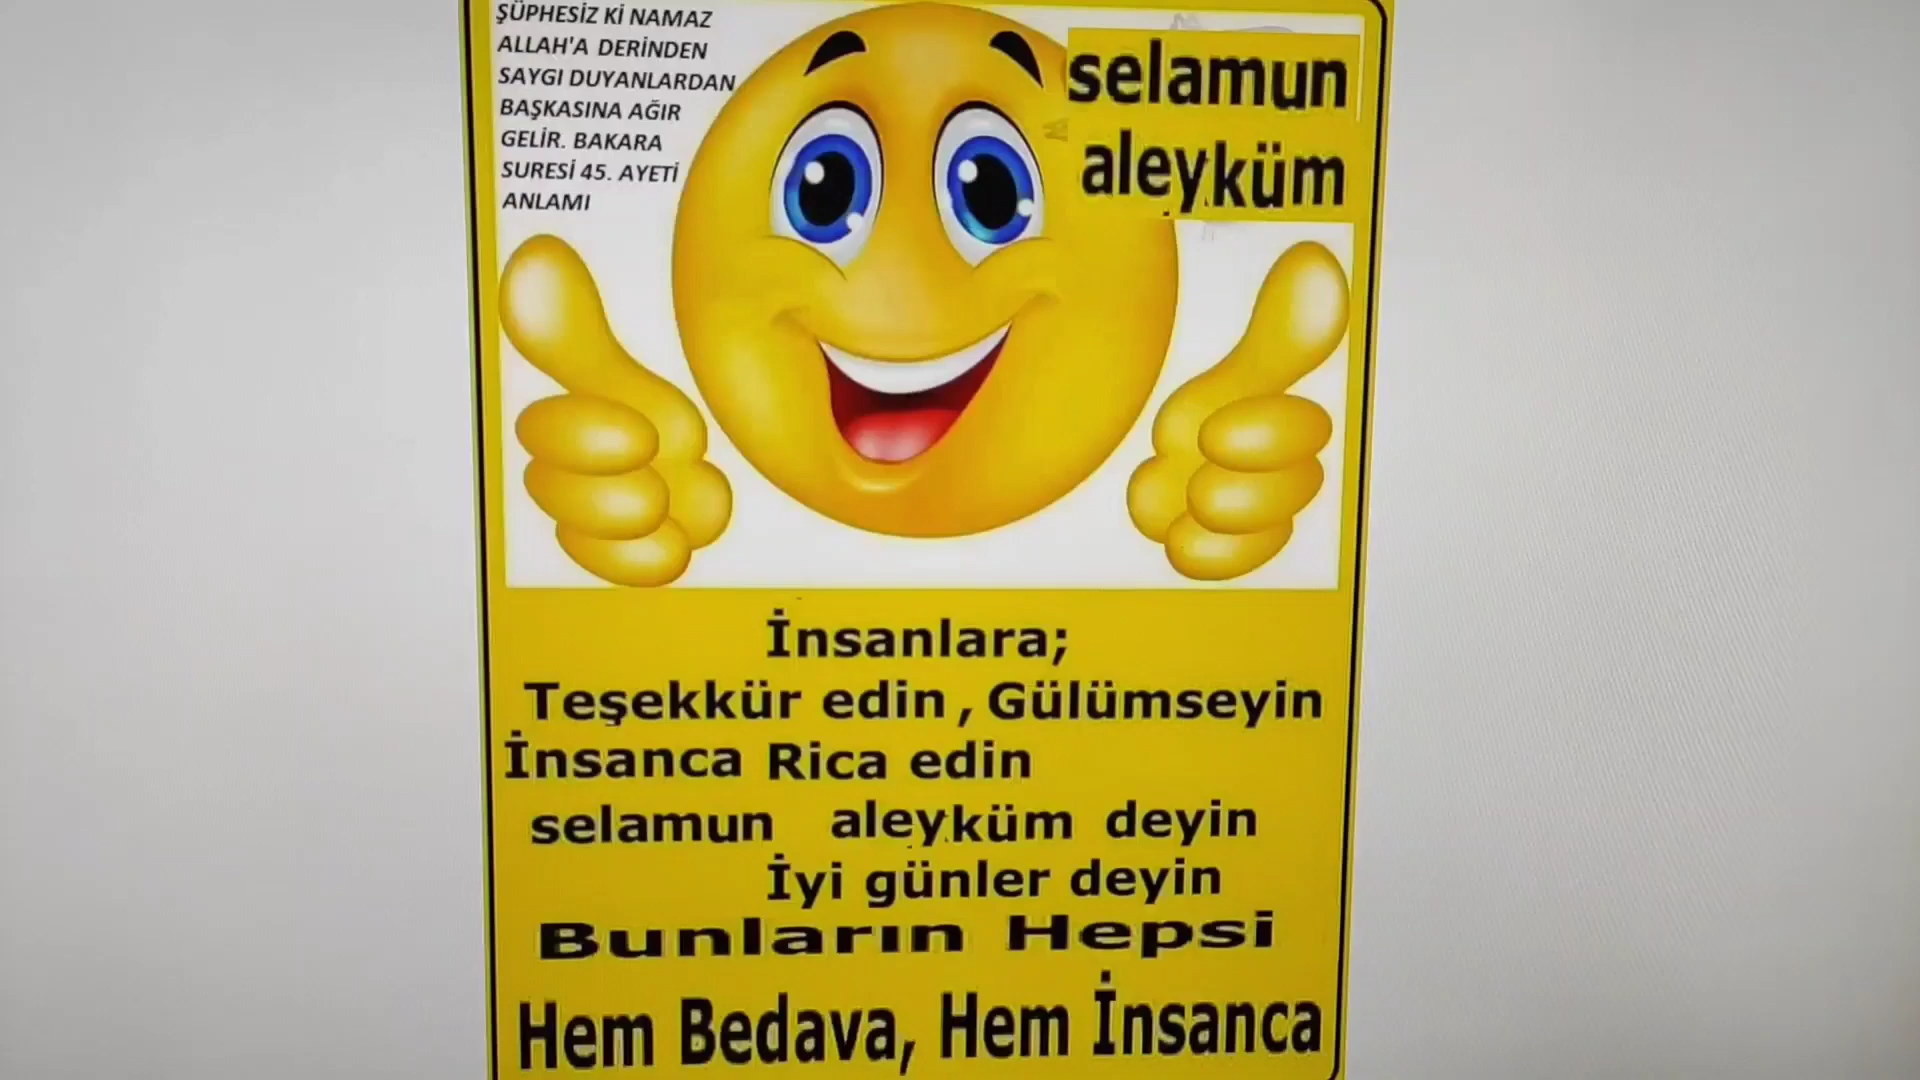 ŞÜPHESİZ Kİ NAMAZ
ALLAH'A DERİNDEN
SAYGI DUYANLARDAN
BAŞKASINA AĞIR
GELİR. BAKARA
SURESİ 45. AYETİ
ANLAMI
selamun
aleyküm
İnsanlara;
Teşekkür edin, Gülümseyin
İnsanca Rica edin
selamun aleyküm deyin
İyi günler deyin
Bunların Hepsi
Hem Bedava, Hem İnsanca